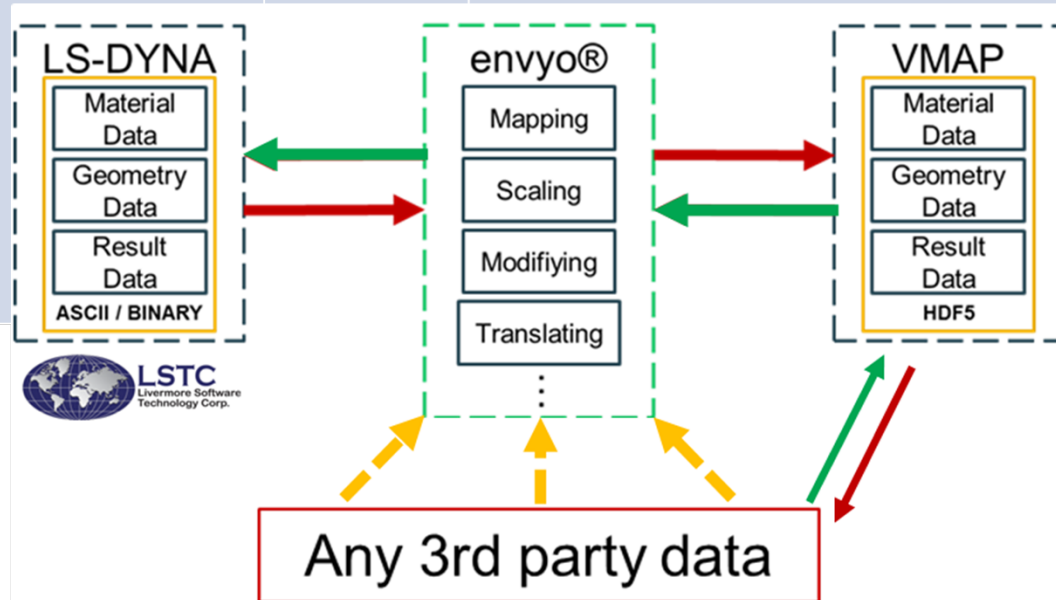 LS-DYNA
Material
Data
Geometry
Data
Result
Data
ASCII / BINARY
LSTC
Livermore Software
Technology Corp.
envyo®
Mapping
Scaling
Modifiying
Translating
VMAP
Material
Data
Geometry
Data
Result
Data
HDF5
Any 3rd party data